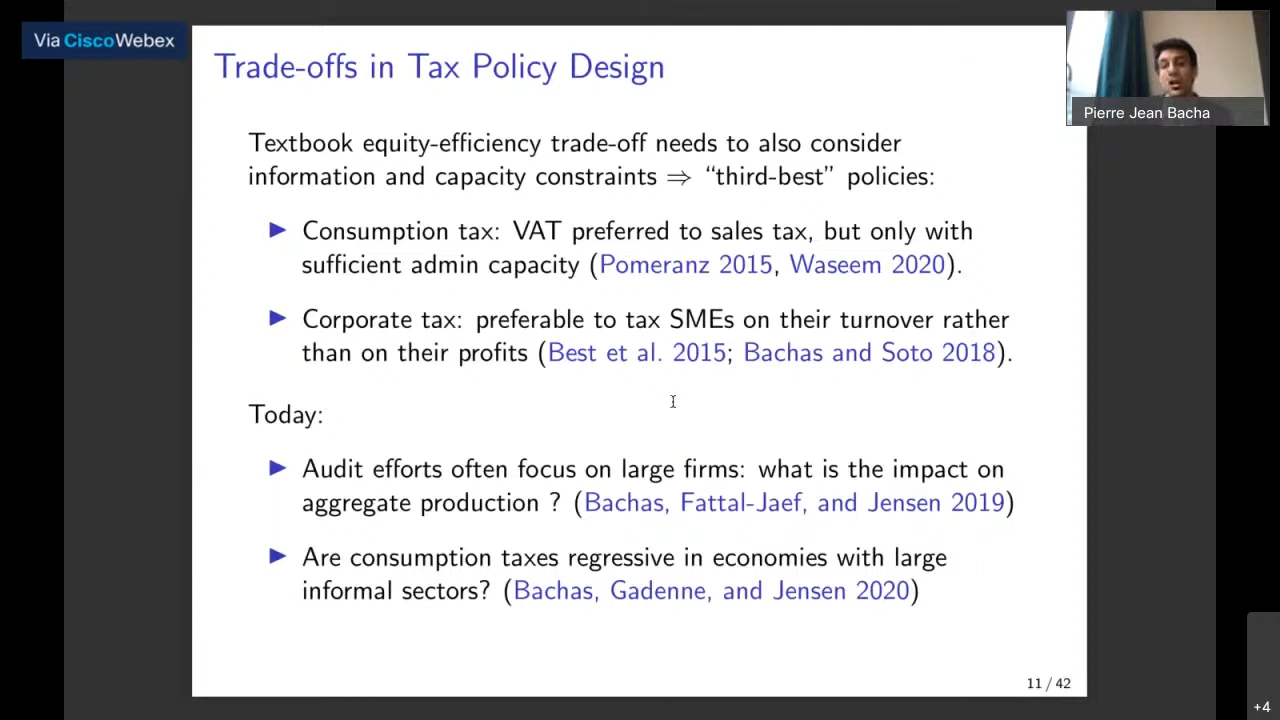 Via CiscoWebex
Trade-offs in Tax Policy Design
Pierre Jean Bacha
Textbook equity-efficiency trade-off needs to also consider
information and capacity constraints ⇒ “third-best” policies:
▶ Consumption tax: VAT preferred to sales tax, but only with
sufficient admin capacity (Pomeranz 2015, Waseem 2020).
▶ Corporate tax: preferable to tax SMEs on their turnover rather
than on their profits (Best et al. 2015; Bachas and Soto 2018).
Today:
▶ Audit efforts often focus on large firms: what is the impact on
aggregate production ? (Bachas, Fattal-Jaef, and Jensen 2019)
▶ Are consumption taxes regressive in economies with large
informal sectors? (Bachas, Gadenne, and Jensen 2020)
11 / 42
+4